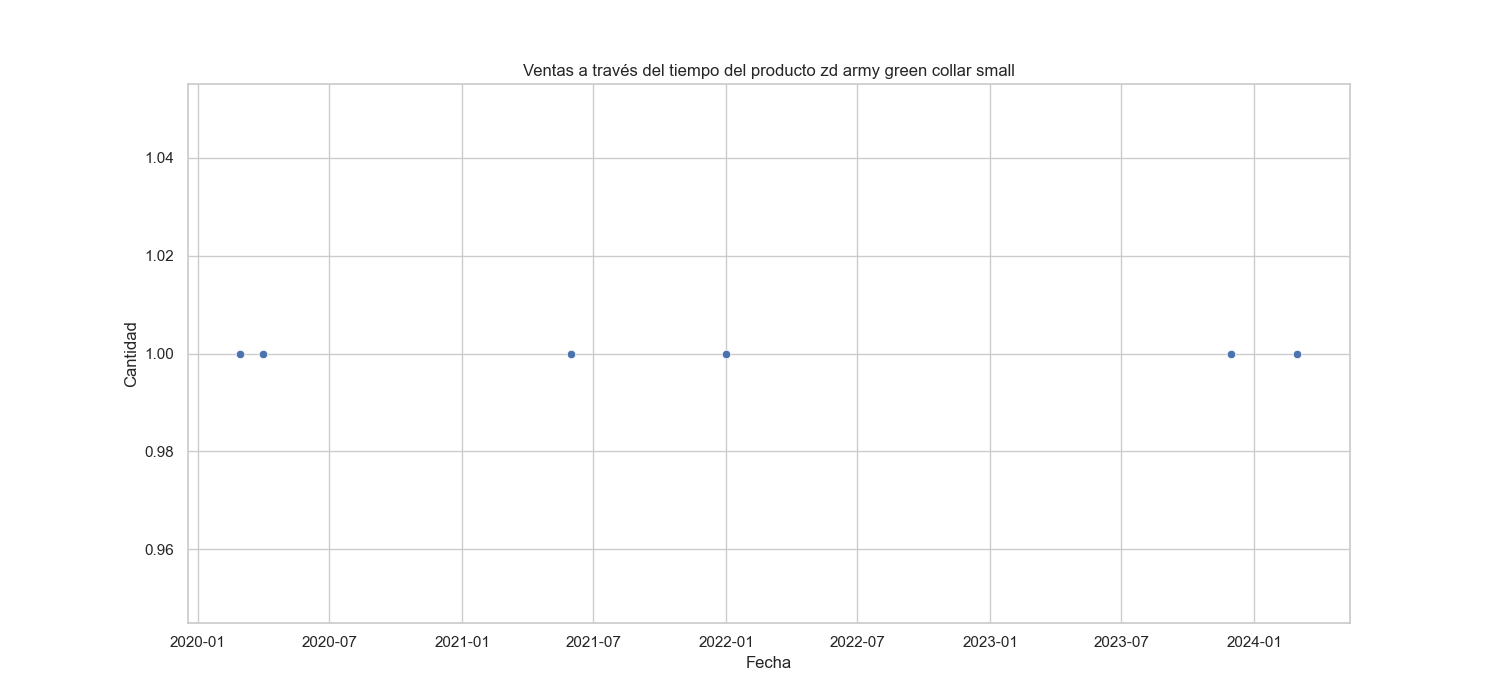 Ventas a través del tiempo del producto zd army green collar small
1.04
1.02
1.00
0.98
0.96
Cantidad
2020-01 2020-07 2021-01 2021-07 2022-01 2022-07 2023-01 2023-07 2024-01
Fecha